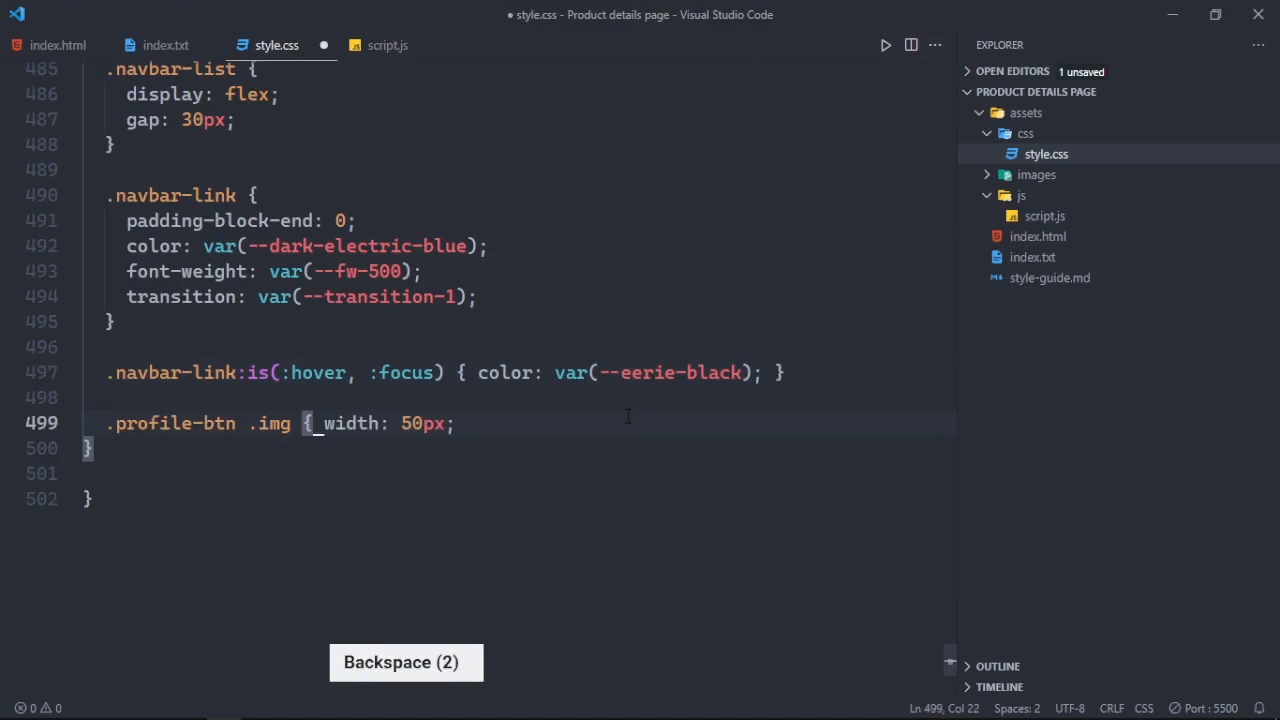 ● style.css - Product details page - Visual Studio Code
index.html
index.txt
style.css
script.js
485 .navbar-list {
486 display: flex;
487 gap: 30px;
488 }
489
490 .navbar-link {
491 padding-block-end: 0;
492 color: var(--dark-electric-blue);
493 font-weight: var(--fw-500);
494 transition: var(--transition-1);
495 }
496
497 .navbar-link:is(:hover, :focus) { color: var(--eerie-black); }
498
499 .profile-btn .img { width: 50px;
500 }
501
502 }
EXPLORER
OPEN EDITORS 1 unsaved
PRODUCT DETAILS PAGE
assets
css
style.css
images
js
script.js
index.html
index.txt
style-guide.md
OUTLINE
TIMELINE
Backspace (2)
0 0
Ln 499, Col 22 Spaces: 2 UTF-8 CRLF CSS Port : 5500